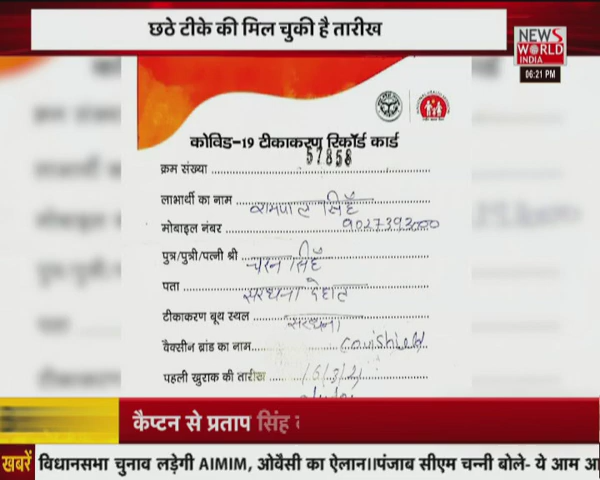 छठे टीके की मिल चुकी है तारीख
NEWS
WORLD
INDIA
06:21 PM
कोविड-19 टीकाकरण रिकॉर्ड कार्ड
क्रम संख्या 57858
लाभार्थी का नाम रामपाल सिहँ
मोबाइल नंबर 9027393000
पुत्र/पुत्री/पत्नी श्री चरन सिहँ
पता सरधना देहात
टीकाकरण बूथ स्थल सरधना
वैक्सीन ब्रांड का नाम Covishield
पहली खुराक की तारीख 16/3/21
कैप्टन से प्रताप सिंह
खबरें विधानसभा चुनाव लड़ेगी AIMIM, ओवैसी का ऐलान।।पंजाब सीएम चन्नी बोले- ये आम आ